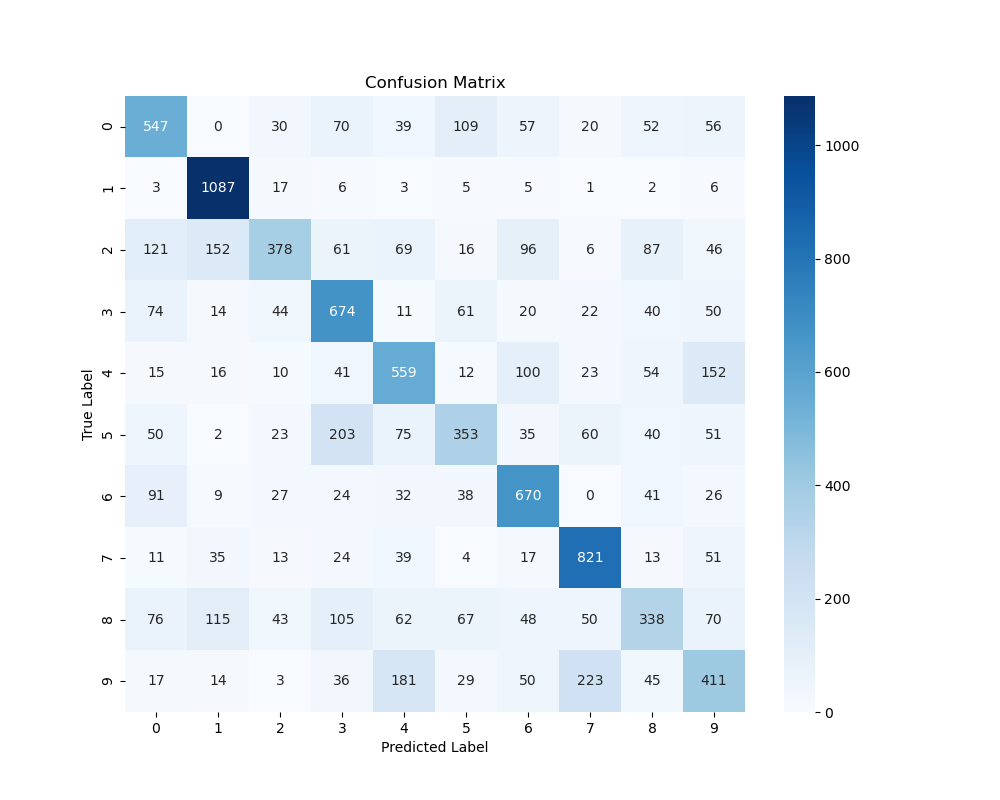 Confusion Matrix
0 547 0 30 70 39 109 57 20 52 56
1 3 1087 17 6 3 5 5 1 2 6
2 121 152 378 61 69 16 96 6 87 46
3 74 14 44 674 11 61 20 22 40 50
4 15 16 10 41 559 12 100 23 54 152
5 50 2 23 203 75 353 35 60 40 51
6 91 9 27 24 32 38 670 0 41 26
7 11 35 13 24 39 4 17 821 13 51
8 76 115 43 105 62 67 48 50 338 70
9 17 14 3 36 181 29 50 223 45 411
0 1 2 3 4 5 6 7 8 9
Predicted Label
True Label
1000
800
600
400
200
0